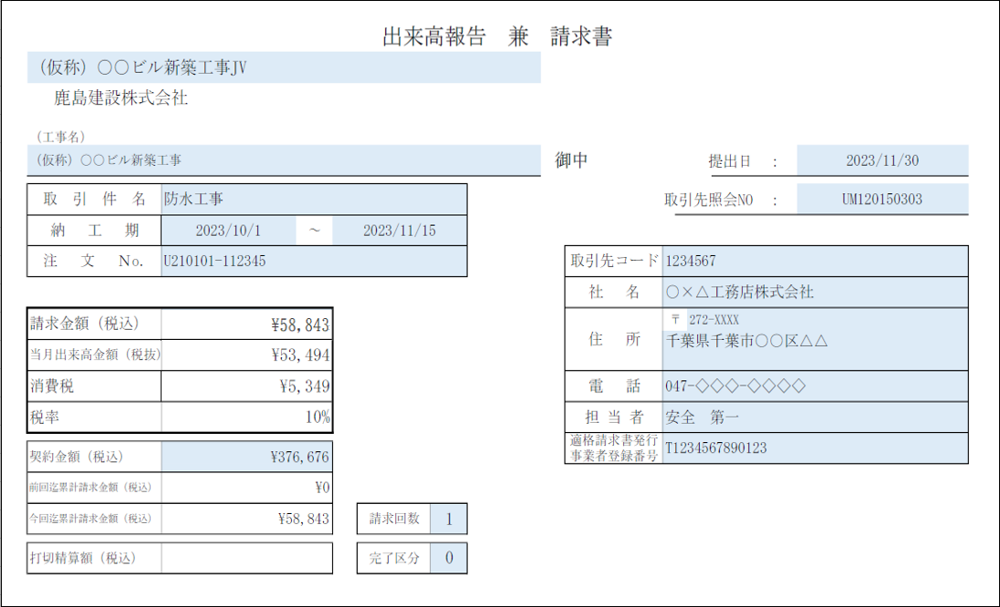 出来高報告　兼　請求書
（仮称）〇〇ビル新築工事JV
鹿島建設株式会社
（工事名）
（仮称）〇〇ビル新築工事
御中
提出日　：　2023/11/30
取引先照会NO　：　UM120150303
取引件名　防水工事
納工期　2023/10/1　～　2023/11/15
注文No.　U210101-112345
取引先コード　1234567
社名　〇×△工務店株式会社
住所　〒　272-XXXX
千葉県千葉市〇〇区△△
電話　047-◇◇◇-◇◇◇◇
担当者　安全　第一
適格請求書発行
事業者登録番号　T1234567890123
請求金額（税込）　¥58,843
当月出来高金額（税抜）　¥53,494
消費税　¥5,349
税率　10%
契約金額（税込）　¥376,676
前回迄累計請求金額（税込）　¥0
今回迄累計請求金額（税込）　¥58,843
請求回数　1
打切精算額（税込）
完了区分　0